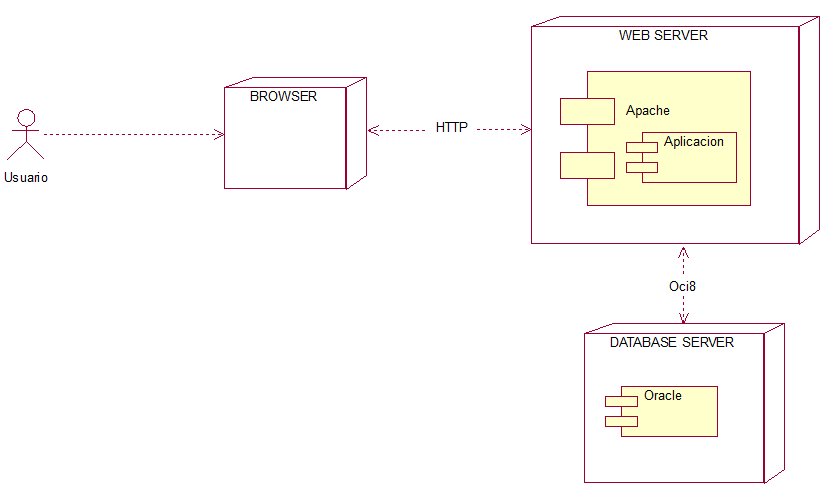 WEB SERVER
BROWSER
Apache
HTTP
Aplicacion
Usuario
Oci8
DATABASE SERVER
Oracle